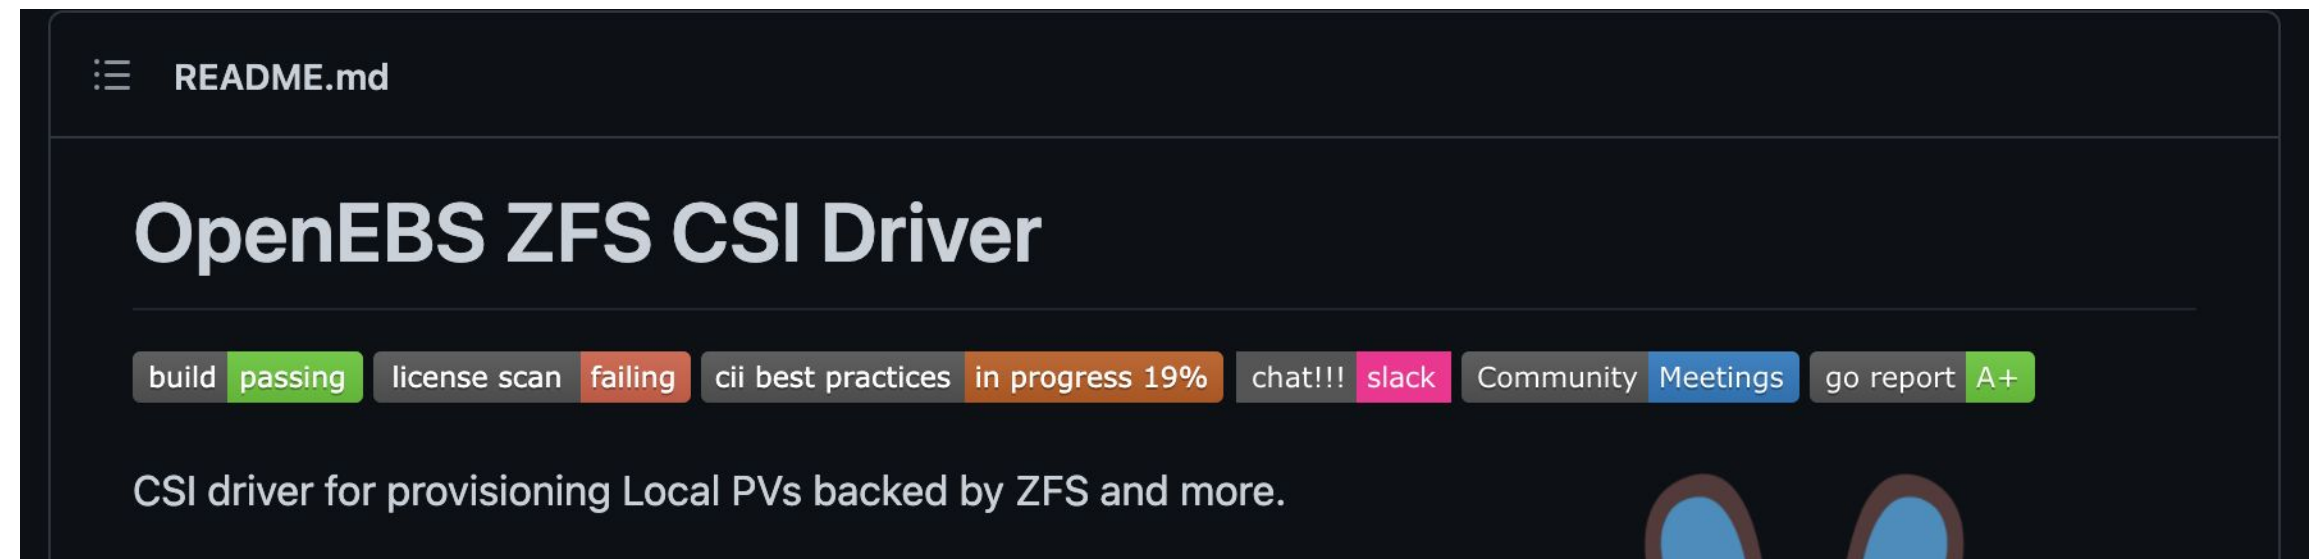 README.md
OpenEBS ZFS CSI Driver
build passing license scan failing cii best practices in progress 19% chat!!! slack Community Meetings go report A+
CSI driver for provisioning Local PVs backed by ZFS and more.